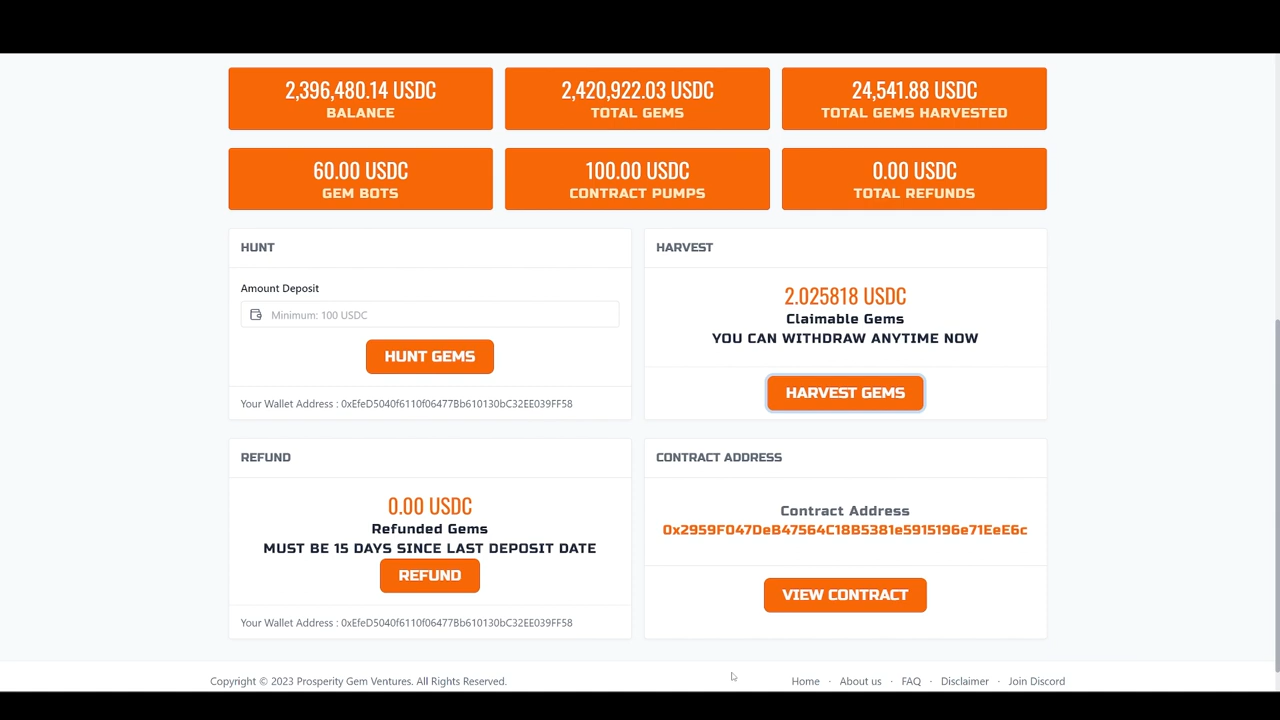 2,396,480.14 USDC
BALANCE
2,420,922.03 USDC
TOTAL GEMS
24,541.88 USDC
TOTAL GEMS HARVESTED
60.00 USDC
GEM BOTS
100.00 USDC
CONTRACT PUMPS
0.00 USDC
TOTAL REFUNDS
HUNT
Amount Deposit
Minimum: 100 USDC
HUNT GEMS
Your Wallet Address : 0xEfeD5040f6110f06477Bb610130bC32EE039FF58
HARVEST
2.025818 USDC
Claimable Gems
YOU CAN WITHDRAW ANYTIME NOW
HARVEST GEMS
REFUND
0.00 USDC
Refunded Gems
MUST BE 15 DAYS SINCE LAST DEPOSIT DATE
REFUND
Your Wallet Address : 0xEfeD5040f6110f06477Bb610130bC32EE039FF58
CONTRACT ADDRESS
Contract Address
0x2959F047DeB47564C18B5381e5915196e71EeE6c
VIEW CONTRACT
Copyright © 2023 Prosperity Gem Ventures. All Rights Reserved.
Home · About us · FAQ · Disclaimer · Join Discord